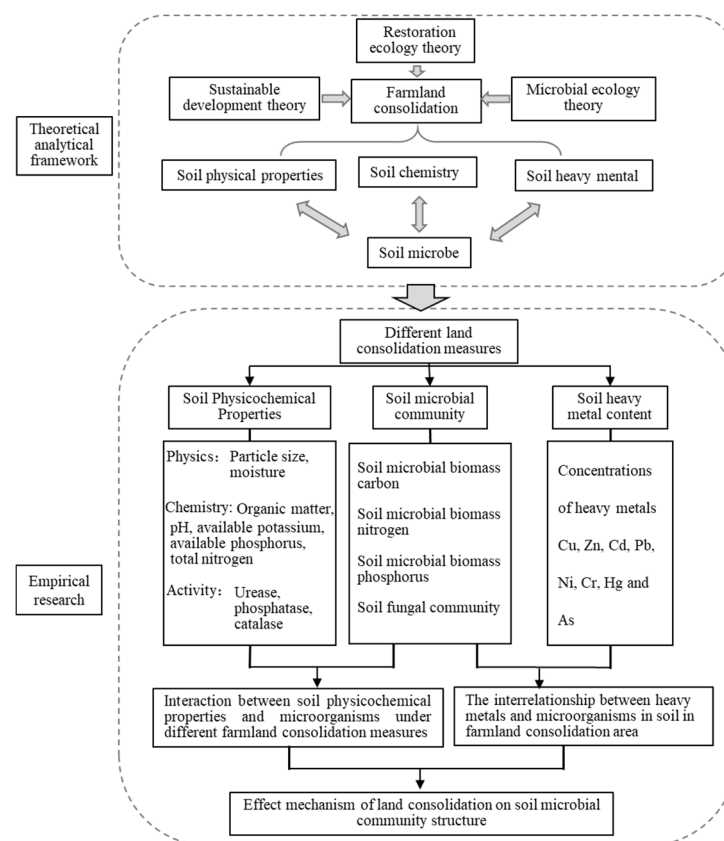 Restoration
ecology theory
Sustainable
development theory
Farmland
consolidation
Microbial ecology
theory
Theoretical
analytical
framework
Soil physical properties
Soil chemistry
Soil heavy mental
Soil microbe
Different land
consolidation measures
Soil Physicochemical
Properties
Soil microbial
community
Soil heavy
metal content
Physics: Particle size,
moisture
Chemistry: Organic matter,
pH, available potassium,
available phosphorus,
total nitrogen
Activity: Urease,
phosphatase,
catalase
Soil microbial biomass
carbon
Soil microbial biomass
nitrogen
Soil microbial biomass
phosphorus
Soil fungal community
Concentrations
of heavy metals
Cu, Zn, Cd, Pb,
Ni, Cr, Hg and
As
Empirical
research
Interaction between soil physicochemical
properties and microorganisms under
different farmland consolidation measures
The interrelationship between heavy
metals and microorganisms in soil in
farmland consolidation area
Effect mechanism of land consolidation on soil microbial
community structure